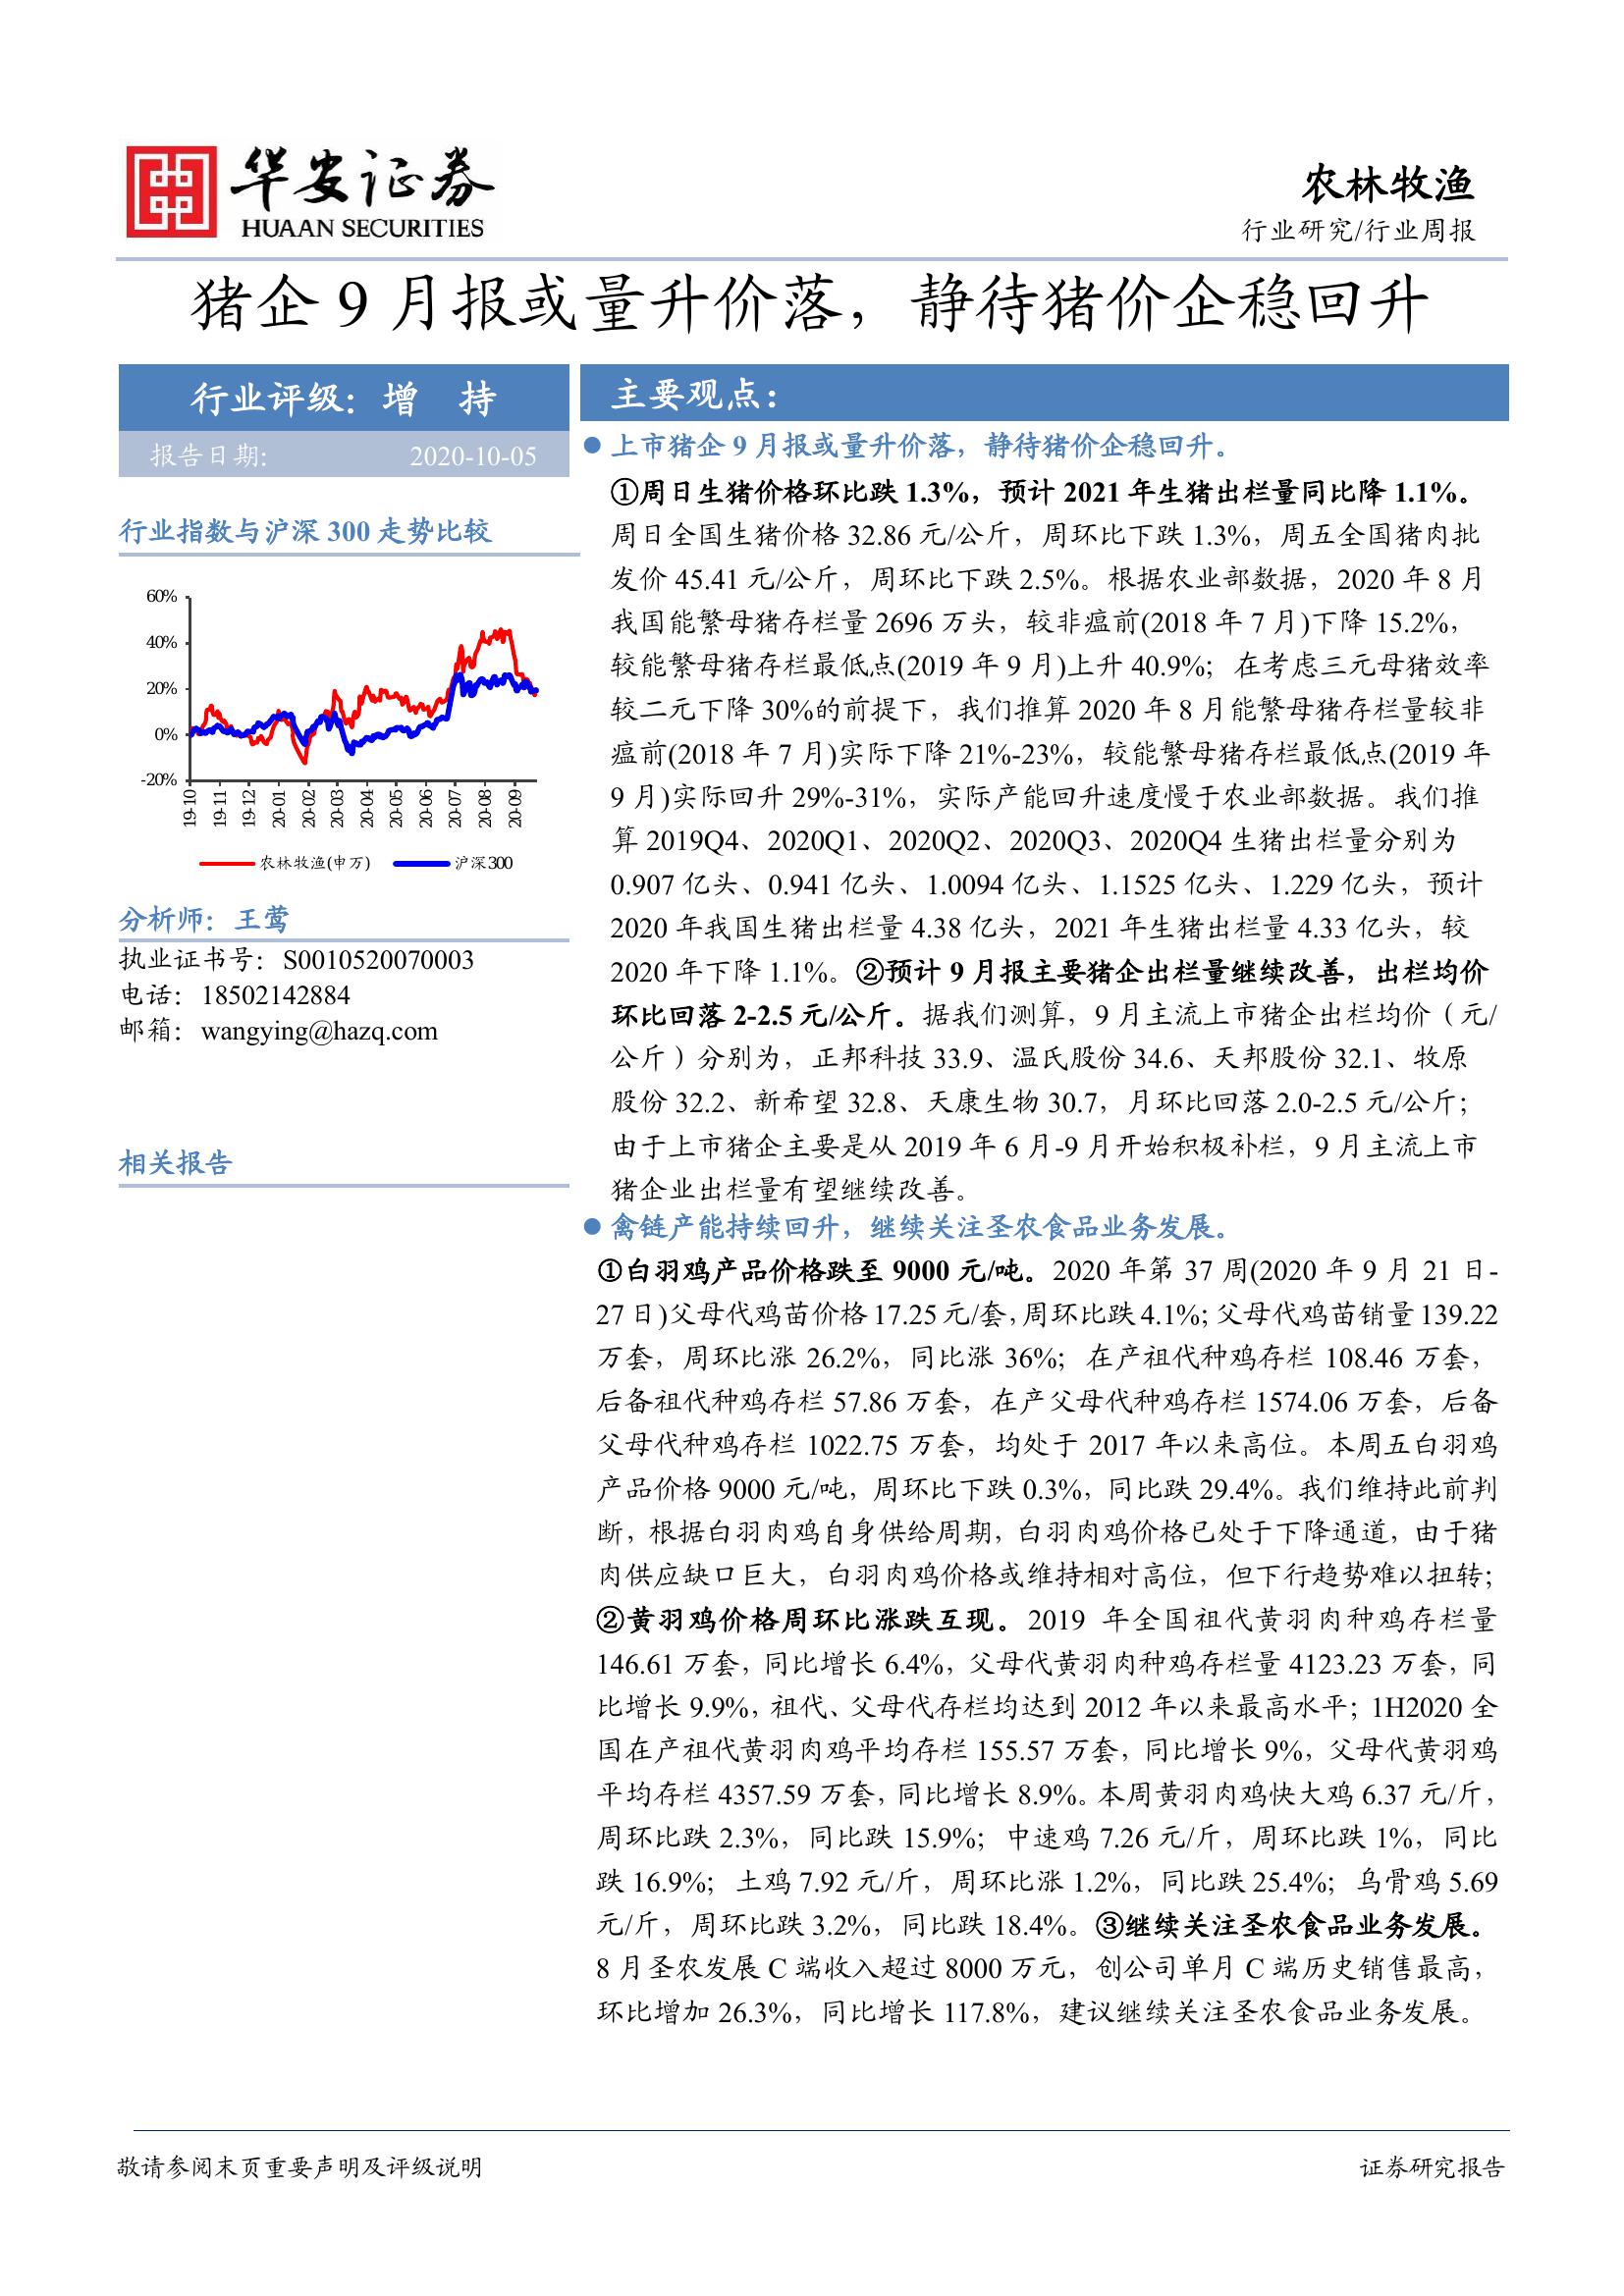 华安证券
HUAAN SECURITIES
农林牧渔
行业研究/行业周报
猪企 9 月报或量升价落，静待猪价企稳回升
行业评级：增 持
报告日期: 2020-10-05
行业指数与沪深 300 走势比较
60%
40%
20%
0%
-20%
19-10
19-11
19-12
20-01
20-02
20-03
20-04
20-05
20-06
20-07
20-08
20-09
农林牧渔(申万) 沪深300
分析师：王莺
执业证书号：S0010520070003
电话：18502142884
邮箱：wangying@hazq.com
相关报告
主要观点：
上市猪企 9 月报或量升价落，静待猪价企稳回升。
①周日生猪价格环比跌 1.3%，预计 2021 年生猪出栏量同比降 1.1%。
周日全国生猪价格 32.86 元/公斤，周环比下跌 1.3%，周五全国猪肉批
发价 45.41 元/公斤，周环比下跌 2.5%。根据农业部数据，2020 年 8 月
我国能繁母猪存栏量 2696 万头，较非瘟前(2018 年 7 月)下降 15.2%，
较能繁母猪存栏最低点(2019 年 9 月)上升 40.9%；在考虑三元母猪效率
较二元下降 30%的前提下，我们推算 2020 年 8 月能繁母猪存栏量较非
瘟前(2018 年 7 月)实际下降 21%-23%，较能繁母猪存栏最低点(2019 年
9 月)实际回升 29%-31%，实际产能回升速度慢于农业部数据。我们推
算 2019Q4、2020Q1、2020Q2、2020Q3、2020Q4 生猪出栏量分别为
0.907 亿头、0.941 亿头、1.0094 亿头、1.1525 亿头、1.229 亿头，预计
2020 年我国生猪出栏量 4.38 亿头，2021 年生猪出栏量 4.33 亿头，较
2020 年下降 1.1%。②预计 9 月报主要猪企出栏量继续改善，出栏均价
环比回落 2-2.5 元/公斤。据我们测算，9 月主流上市猪企出栏均价（元/
公斤）分别为，正邦科技 33.9、温氏股份 34.6、天邦股份 32.1、牧原
股份 32.2、新希望 32.8、天康生物 30.7，月环比回落 2.0-2.5 元/公斤；
由于上市猪企主要是从 2019 年 6 月-9 月开始积极补栏，9 月主流上市
猪企业出栏量有望继续改善。
禽链产能持续回升，继续关注圣农食品业务发展。
①白羽鸡产品价格跌至 9000 元/吨。2020 年第 37 周(2020 年 9 月 21 日-
27 日)父母代鸡苗价格 17.25 元/套，周环比跌 4.1%；父母代鸡苗销量 139.22
万套，周环比涨 26.2%，同比涨 36%；在产祖代种鸡存栏 108.46 万套，
后备祖代种鸡存栏 57.86 万套，在产父母代种鸡存栏 1574.06 万套，后备
父母代种鸡存栏 1022.75 万套，均处于 2017 年以来高位。本周五白羽鸡
产品价格 9000 元/吨，周环比下跌 0.3%，同比跌 29.4%。我们维持此前判
断，根据白羽肉鸡自身供给周期，白羽肉鸡价格已处于下降通道，由于猪
肉供应缺口巨大，白羽肉鸡价格或维持相对高位，但下行趋势难以扭转；
②黄羽鸡价格周环比涨跌互现。2019 年全国祖代黄羽肉种鸡存栏量
146.61 万套，同比增长 6.4%，父母代黄羽肉种鸡存栏量 4123.23 万套，同
比增长 9.9%，祖代、父母代存栏均达到 2012 年以来最高水平；1H2020 全
国在产祖代黄羽肉鸡平均存栏 155.57 万套，同比增长 9%，父母代黄羽鸡
平均存栏 4357.59 万套，同比增长 8.9%。本周黄羽肉鸡快大鸡 6.37 元/斤，
周环比跌 2.3%，同比跌 15.9%；中速鸡 7.26 元/斤，周环比跌 1%，同比
跌 16.9%；土鸡 7.92 元/斤，周环比涨 1.2%，同比跌 25.4%；乌骨鸡 5.69
元/斤，周环比跌 3.2%，同比跌 18.4%。③继续关注圣农食品业务发展。
8 月圣农发展 C 端收入超过 8000 万元，创公司单月 C 端历史销售最高，
环比增加 26.3%，同比增长 117.8%，建议继续关注圣农食品业务发展。
敬请参阅末页重要声明及评级说明
证券研究报告